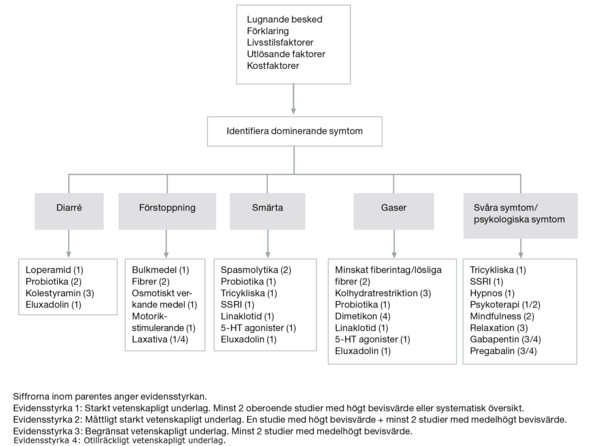 Lugnande besked
Förklaring
Livsstilsfaktorer
Utlösande faktorer
Kostfaktorer
Identifiera dominerande symtom
Diarré
Förstoppning
Smärta
Gaser
Svåra symtom/
psykologiska symtom
Loperamid (1)
Probiotika (2)
Kolestyramin (3)
Eluxadolin (1)
Bulkmedel (1)
Fibrer (2)
Osmotiskt ver-
kande medel (1)
Motorik-
stimulerande (1)
Laxativa (1/4)
Spasmolytika (2)
Probiotika (1)
Tricykliska (1)
SSRI (1)
Linaklotid (1)
5-HT agonister (1)
Eluxadolin (1)
Minskat fiberintag/lösliga
fibrer (2)
Kolhydratrestriktion (3)
Probiotika (1)
Dimetikon (4)
Linaklotid (1)
5-HT agonister (1)
Eluxadolin (1)
Tricykliska (1)
SSRI (1)
Hypnos (1)
Psykoterapi (1/2)
Mindfulness (2)
Relaxation (3)
Gabapentin (3/4)
Pregabalin (3/4)
Siffrorna inom parentes anger evidensstyrkan.
Evidensstyrka 1: Starkt vetenskapligt underlag. Minst 2 oberoende studier med högt bevisvärde eller systematisk översikt.
Evidensstyrka 2: Måttligt starkt vetenskapligt underlag. En studie med högt bevisvärde + minst 2 studier med medelhögt bevisvärde.
Evidensstyrka 3: Begränsat vetenskapligt underlag. Minst 2 studier med medelhögt bevisvärde.
Evidensstyrka 4: Otillräckligt vetenskapligt underlag.